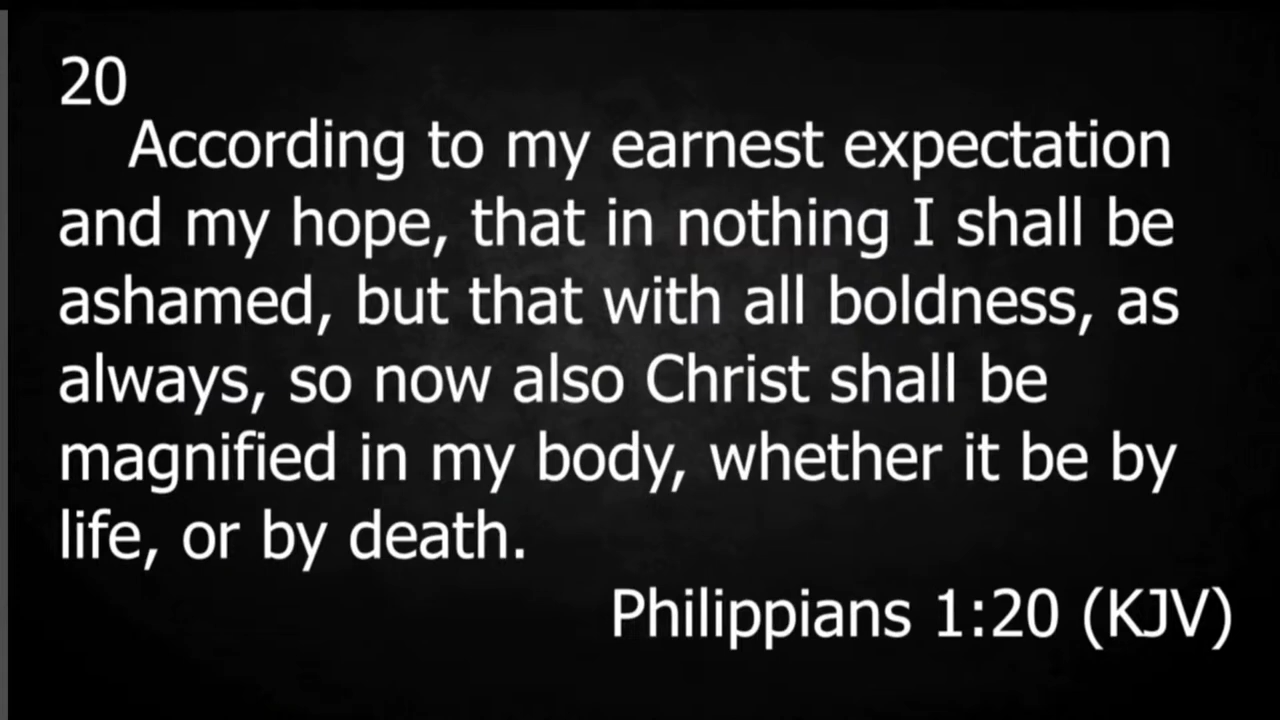 20
According to my earnest expectation
and my hope, that in nothing I shall be
ashamed, but that with all boldness, as
always, so now also Christ shall be
magnified in my body, whether it be by
life, or by death.
Philippians 1:20 (KJV)